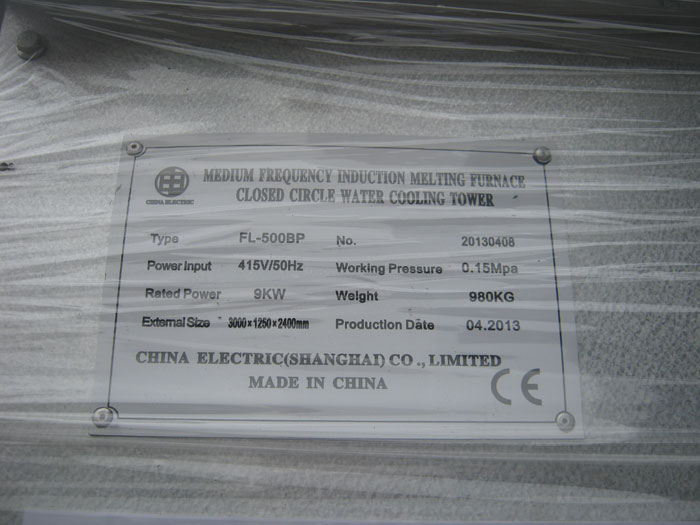 MEDIUM FREQUENCY INDUCTION MELTING FURNACE
CLOSED CIRCLE WATER COOLING TOWER
CHINA ELECTRIC
Type FL-500BP No. 20130408
Power Input 415V/50Hz Working Pressure 0.15Mpa
Rated Power 9KW Weight 980KG
External Size 3000×1250×2400mm Production Date 04.2013
CHINA ELECTRIC(SHANGHAI) CO., LIMITED
MADE IN CHINA
CE